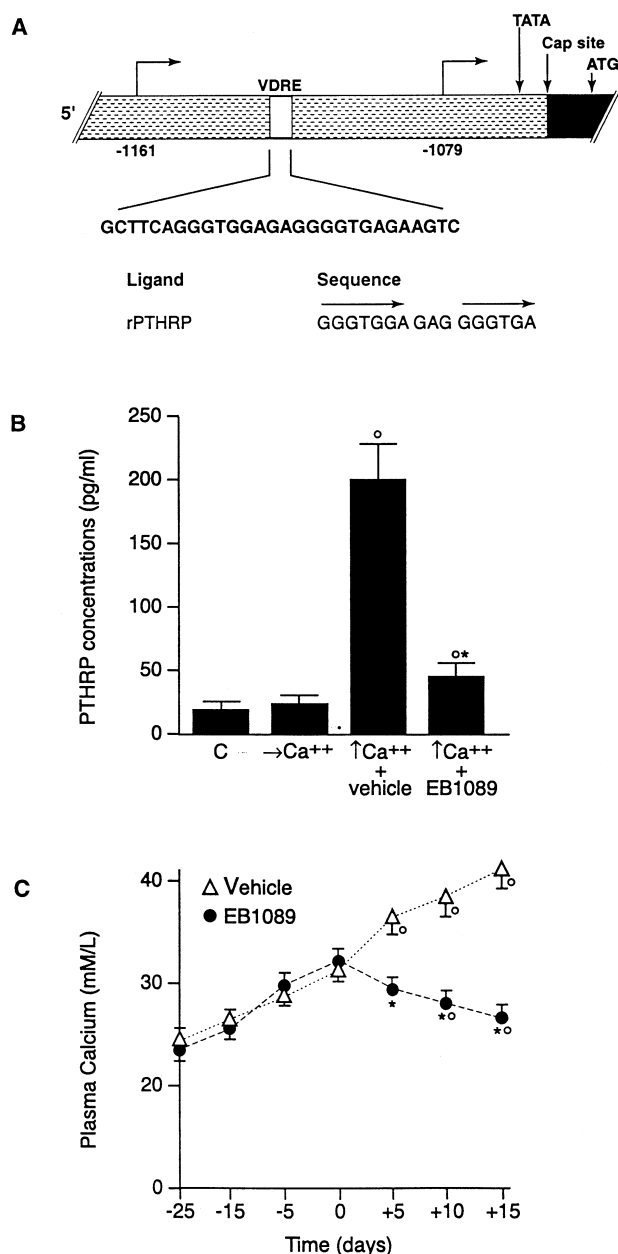 A
TATA
Cap site
ATG
VDRE
5'
-1161
-1079
GCTTCAGGGTGGAGAGGGGTGAGAAGTC
Ligand Sequence
rPTHRP GGGTGGA GAG GGGTGA
B
PTHRP concentrations (pg/ml)
250
200
150
100
50
0
°
°*
C →Ca++ ↑Ca++ + vehicle ↑Ca++ + EB1089
C
Plasma Calcium (mM/L)
△ Vehicle
● EB1089
40
30
20
0
° ° °
* *° *°
-25 -15 -5 0 +5 +10 +15
Time (days)